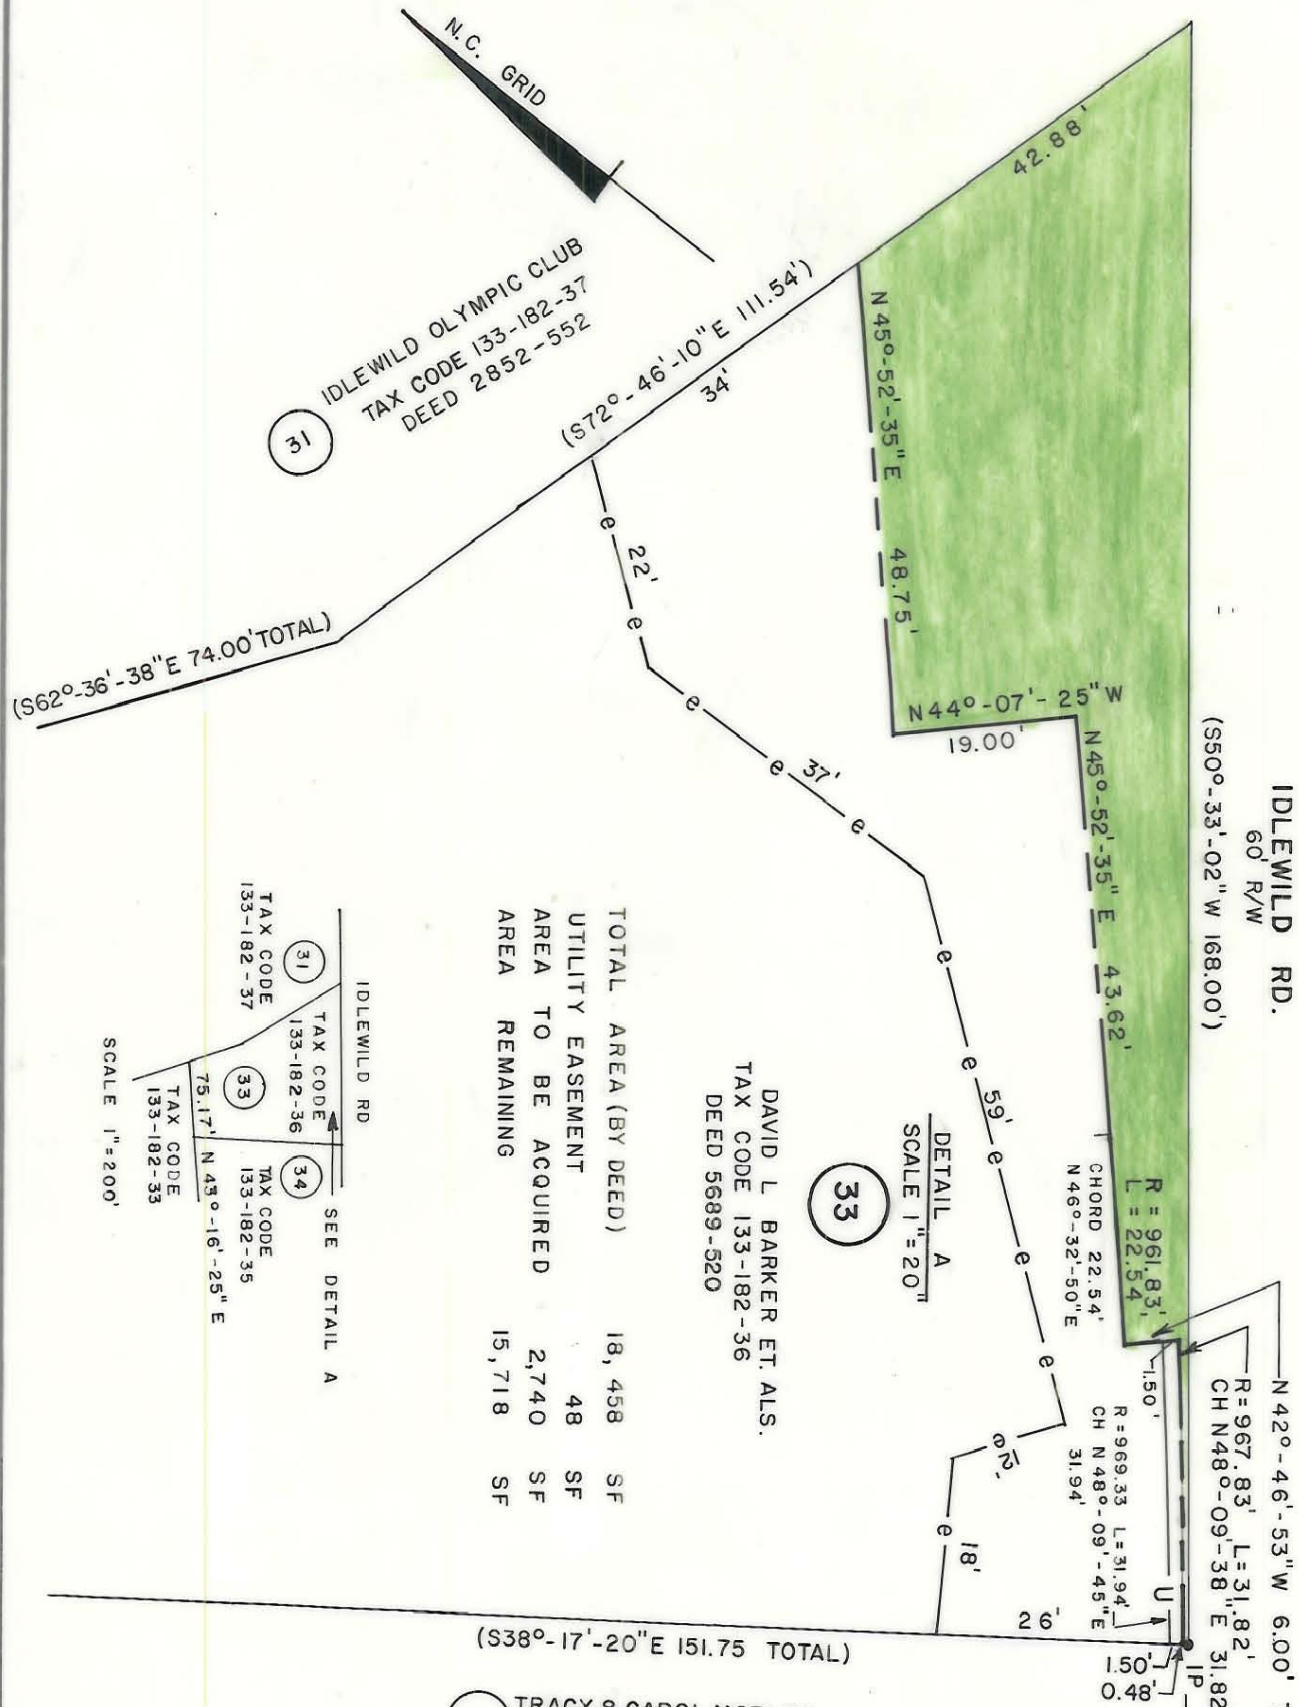 N.C. GRID
42.88'
IDLEWILD OLYMPIC CLUB
TAX CODE 133-182-37
DEED 2852-552
31
(S72°-46'-10"E 111.54')
34'
(S62°-36'-38"E 74.00' TOTAL)
IDLEWILD RD.
60' R/W
(S50°-33'-02"W 168.00')
N45°-52'-35"E 48.75'
N44°-07'-25"W
19.00'
N45°-52'-35"E 43.62'
R = 961.83'
L = 22.54'
CHORD 22.54'
N46°-32'-50"E
N42°-46'-53"W 6.00'
R=967.83' L=31.82'
CH N48°-09'-38"E 31.82
1.50'
R=969.33 L=31.94'
CH N48°-09'-45"E
31.94'
U
IP
1.50'
0.48'
e 22' e
e 37' e e
e e 59' e e e
e 12'
e 18'
26'
DETAIL A
SCALE 1"=20"
33
DAVID L BARKER ET. ALS.
TAX CODE 133-182-36
DEED 5689-520
TOTAL AREA (BY DEED) 18,458 SF
UTILITY EASEMENT 48 SF
AREA TO BE ACQUIRED 2,740 SF
AREA REMAINING 15,718 SF
IDLEWILD RD
SEE DETAIL A
31
TAX CODE
133-182-37
TAX CODE
133-182-36
33
34
TAX CODE
133-182-35
75.17' N43°-16'-25"E
TAX CODE
133-182-33
SCALE 1"=200'
(S38°-17'-20"E 151.75 TOTAL)